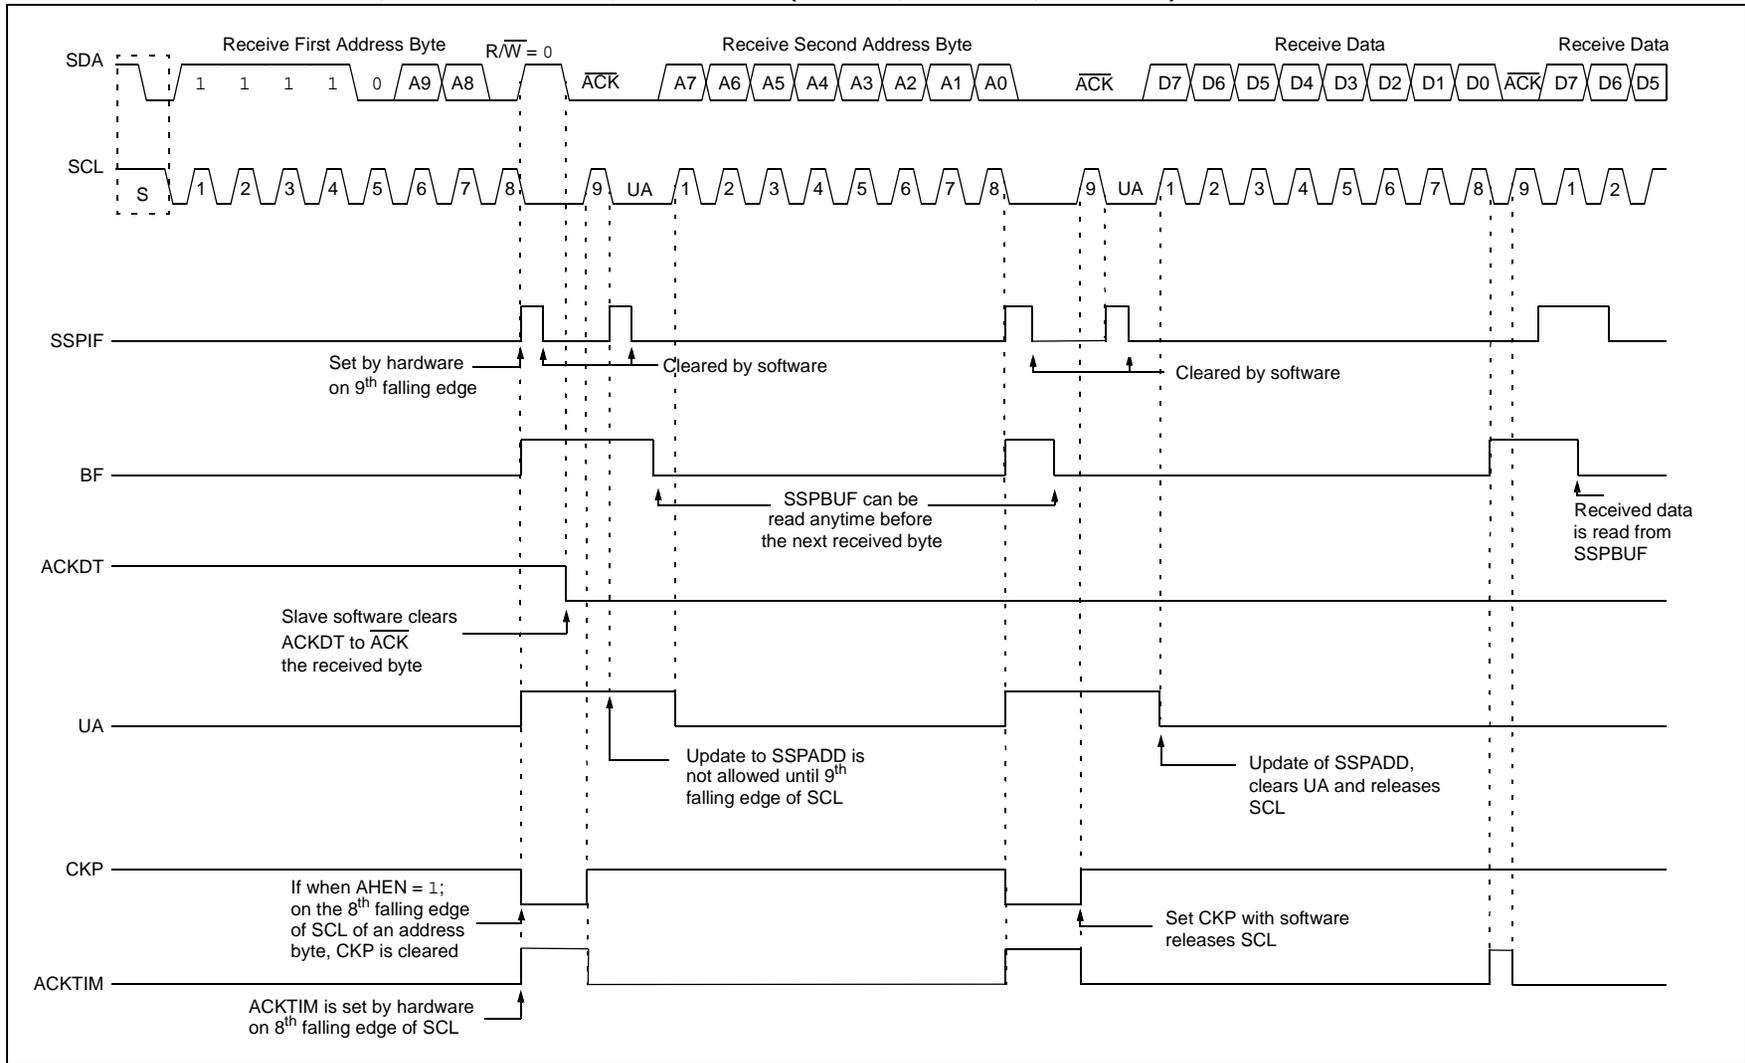 Receive First Address Byte
R/W = 0
Receive Second Address Byte
Receive Data
Receive Data
SDA
1 1 1 1 0 A9 A8 ACK A7 A6 A5 A4 A3 A2 A1 A0 ACK D7 D6 D5 D4 D3 D2 D1 D0 ACK D7 D6 D5
SCL
S 1 2 3 4 5 6 7 8 9 UA 1 2 3 4 5 6 7 8 9 UA 1 2 3 4 5 6 7 8 9 1 2
SSPIF
Set by hardware
on 9th falling edge
Cleared by software
Cleared by software
BF
SSPBUF can be
read anytime before
the next received byte
Received data
is read from
SSPBUF
ACKDT
Slave software clears
ACKDT to ACK
the received byte
UA
Update to SSPADD is
not allowed until 9th
falling edge of SCL
Update of SSPADD,
clears UA and releases
SCL
CKP
If when AHEN = 1;
on the 8th falling edge
of SCL of an address
byte, CKP is cleared
Set CKP with software
releases SCL
ACKTIM
ACKTIM is set by hardware
on 8th falling edge of SCL